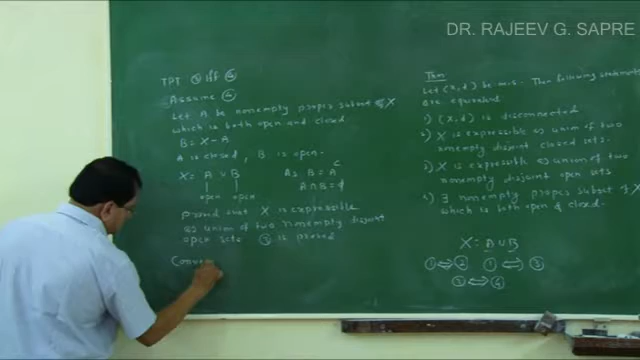 DR. RAJEEV G. SAPRE
TPT ③ iff ④
Assume ④
Let A be nonempty proper subset of X
which is both open and closed
B = X - A
A is closed, B is open.
X = A ∪ B As B = A^C
open open A ∩ B = ϕ
proved that X is expressible
as union of two nonempty disjoint
open sets ③ is proved
Conver
Thm
Let (X,d) be m.s. Then following statements
are equivalent
1) (X,d) is disconnected
2) X is expressible as union of two
nonempty disjoint closed sets.
3) X is expressible as union of two
nonempty disjoint open sets
4) ∃ nonempty proper subset of X
which is both open & closed.
X = A ∪ B
① ⇔ ② ① ⇔ ③
③ ⇔ ④